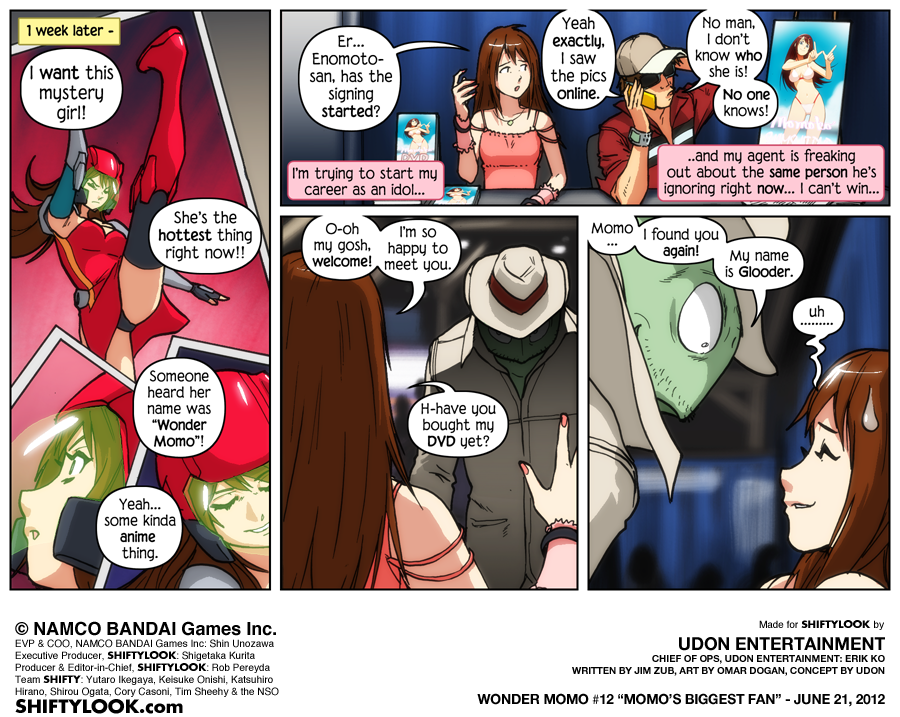 1 week later -
I want this
mystery
girl!
She's the
hottest thing
right now!!
Someone
heard her
name was
"Wonder
Momo"!
Yeah...
some kinda
anime
thing.
Er...
Enomoto-
san, has the
signing
started?
Yeah
exactly,
I saw
the pics
online.
No man,
I don't
know who
she is!
No one
knows!
I'm trying to start my
career as an idol...
..and my agent is freaking
out about the same person he's
ignoring right now... I can't win...
DVD
O-oh
my gosh,
welcome!
I'm so
happy to
meet you.
H-have you
bought my
DVD yet?
Momo
...
I found you
again!
My name
is Glooder.
uh
.........
© NAMCO BANDAI Games Inc.
EVP & COO, NAMCO BANDAI Games Inc: Shin Unozawa
Executive Producer, SHIFTYLOOK: Shigetaka Kurita
Producer & Editor-in-Chief, SHIFTYLOOK: Rob Pereyda
Team SHIFTY: Yutaro Ikegaya, Keisuke Onishi, Katsuhiro
Hirano, Shirou Ogata, Cory Casoni, Tim Sheehy & the NSO
SHIFTYLOOK.com
Made for SHIFTYLOOK by
UDON ENTERTAINMENT
CHIEF OF OPS, UDON ENTERTAINMENT: ERIK KO
WRITTEN BY JIM ZUB, ART BY OMAR DOGAN, CONCEPT BY UDON
WONDER MOMO #12 "MOMO'S BIGGEST FAN" - JUNE 21, 2012